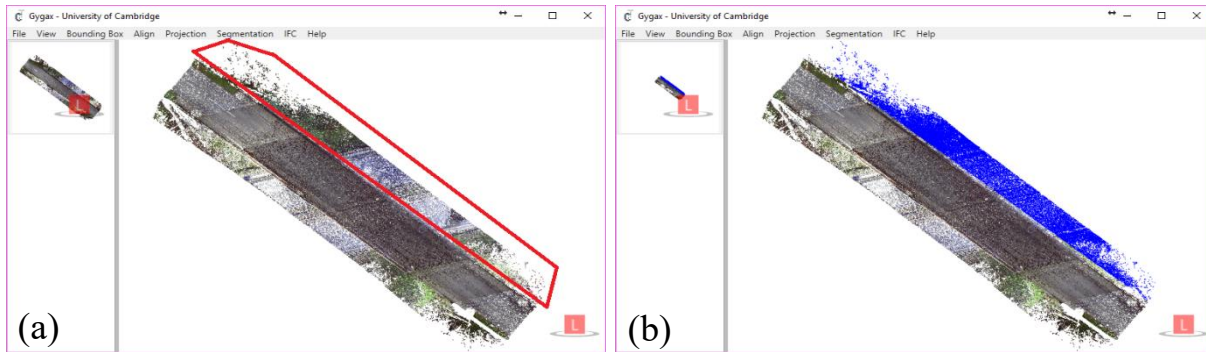 Gygax - University of Cambridge
File View Bounding Box Align Projection Segmentation IFC Help
L
L
(a)
Gygax - University of Cambridge
File View Bounding Box Align Projection Segmentation IFC Help
L
L
(b)